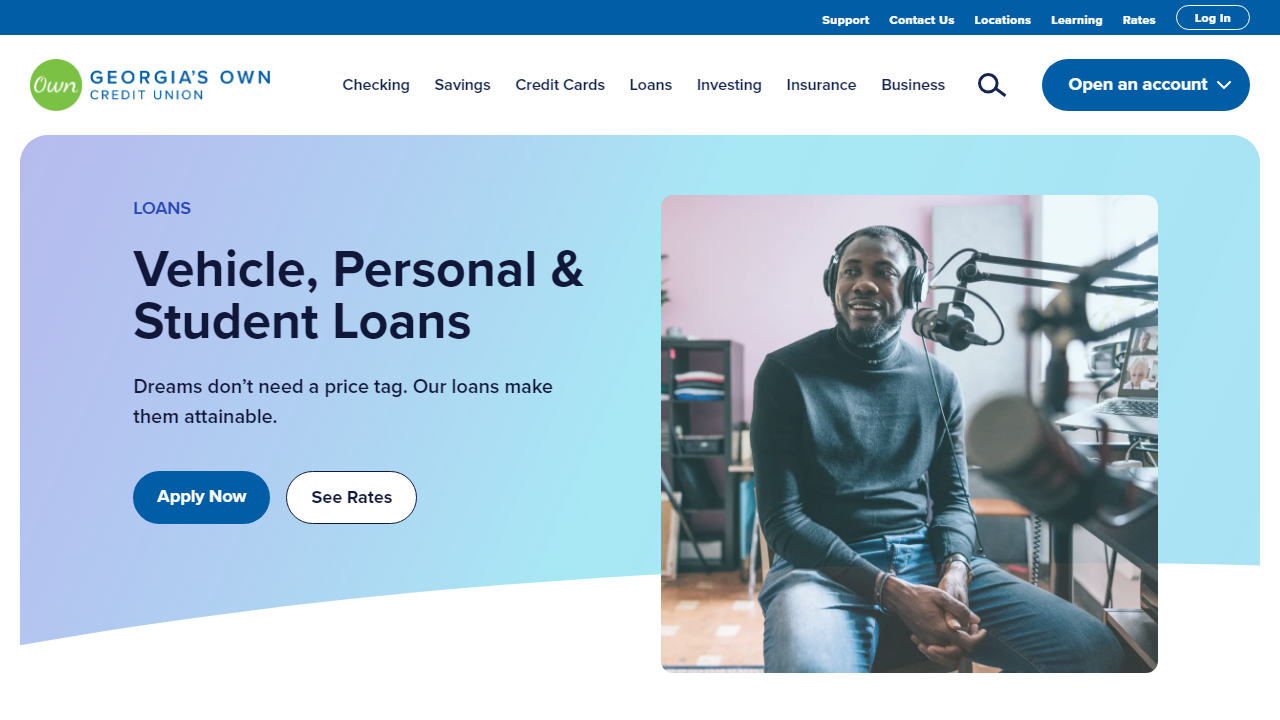 Support Contact Us Locations Learning Rates Log In
Own GEORGIA'S OWN
CREDIT UNION
Checking Savings Credit Cards Loans Investing Insurance Business Open an account
LOANS
Vehicle, Personal &
Student Loans
Dreams don’t need a price tag. Our loans make
them attainable.
Apply Now See Rates